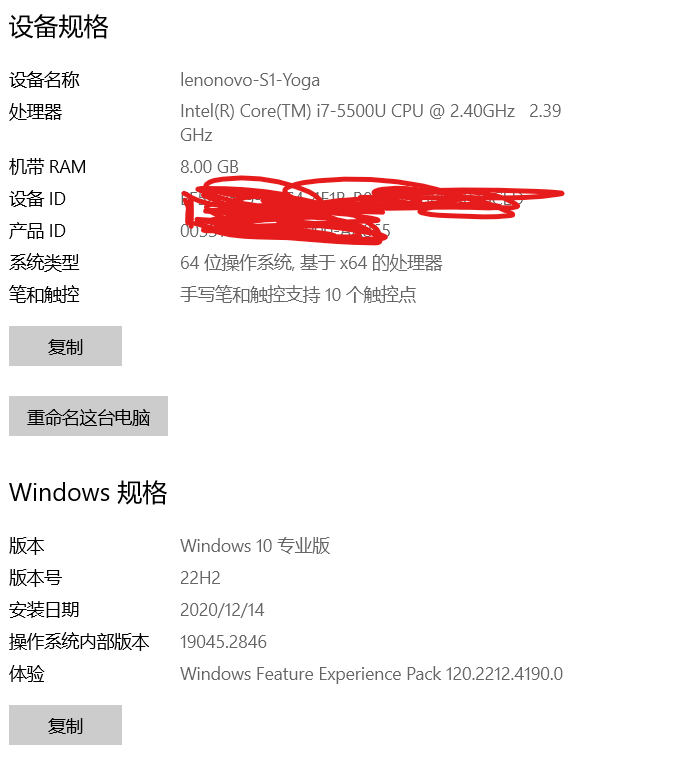 设备规格
设备名称 lenonovo-S1-Yoga
处理器 Intel(R) Core(TM) i7-5500U CPU @ 2.40GHz 2.39
GHz
机带 RAM 8.00 GB
设备 ID
产品 ID
系统类型 64 位操作系统, 基于 x64 的处理器
笔和触控 手写笔和触控支持 10 个触控点
复制
重命名这台电脑
Windows 规格
版本 Windows 10 专业版
版本号 22H2
安装日期 2020/12/14
操作系统内部版本 19045.2846
体验 Windows Feature Experience Pack 120.2212.4190.0
复制